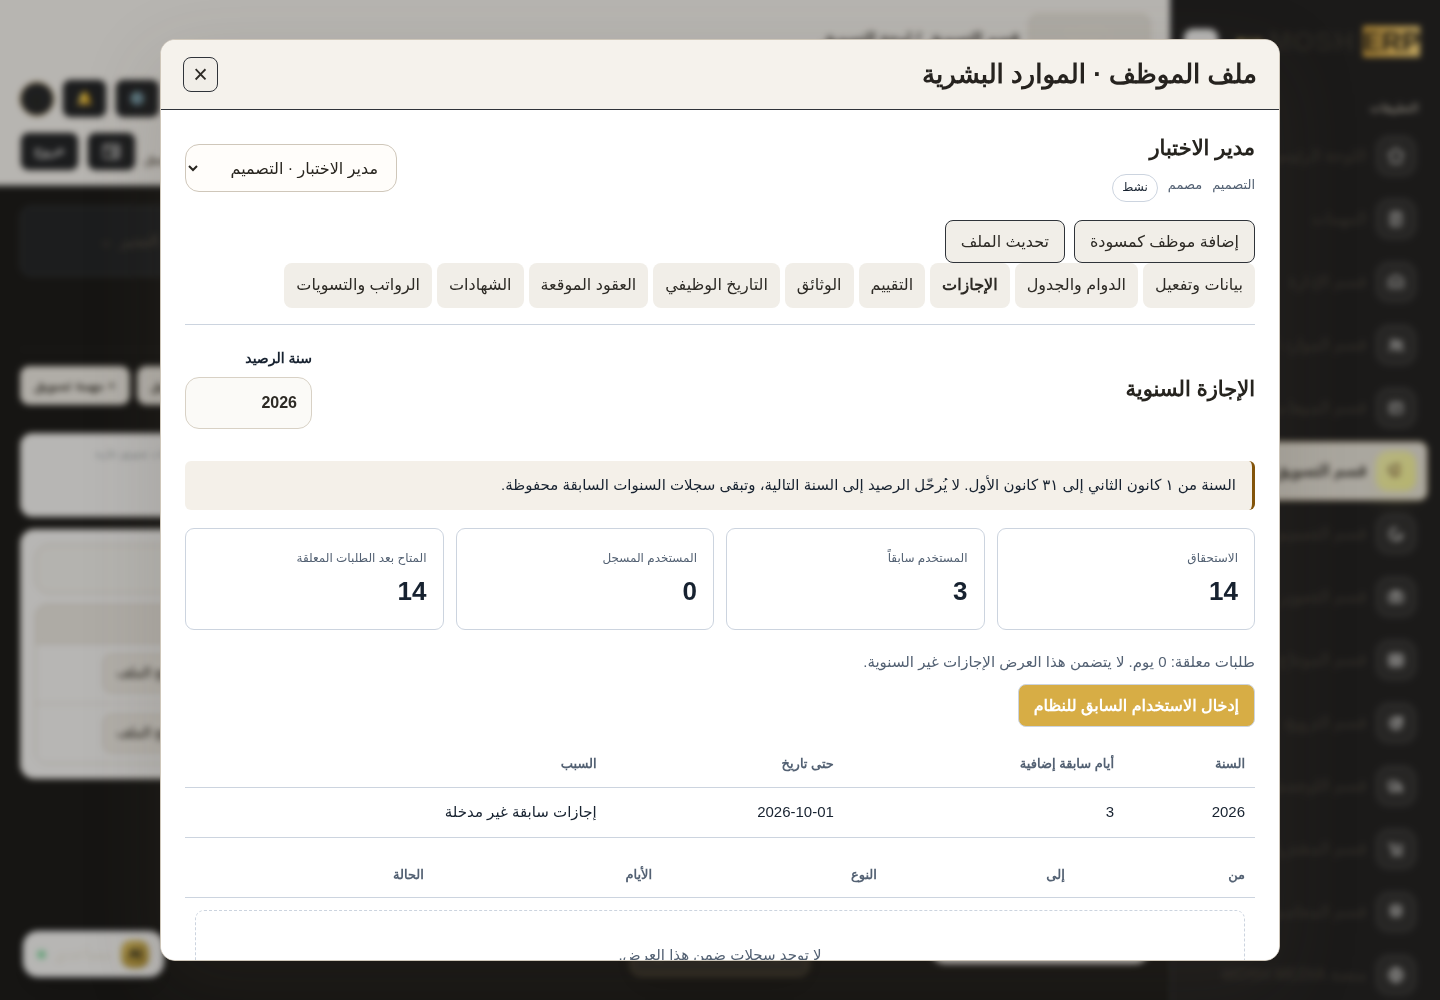 ERP
ملف الموظف · الموارد البشرية
مدير الاختبار
التصميم مصمم نشط
مدير الاختبار · التصميم
إضافة موظف كمسودة
تحديث الملف
بيانات وتفعيل
الدوام والجدول
الإجازات
التقييم
الوثائق
التاريخ الوظيفي
العقود الموقعة
الشهادات
الرواتب والتسويات
الإجازة السنوية
سنة الرصيد
2026
السنة من ١ كانون الثاني إلى ٣١ كانون الأول. لا يُرحّل الرصيد إلى السنة التالية، وتبقى سجلات السنوات السابقة محفوظة.
الاستحقاق
14
المستخدم سابقاً
3
المستخدم المسجل
0
المتاح بعد الطلبات المعلقة
14
طلبات معلقة: 0 يوم. لا يتضمن هذا العرض الإجازات غير السنوية.
إدخال الاستخدام السابق للنظام
السنة أيام سابقة إضافية حتى تاريخ السبب
2026 3 2026-10-01 إجازات سابقة غير مدخلة
من إلى النوع الأيام الحالة
لا توجد سجلات ضمن هذا العرض.
قسم التسويق